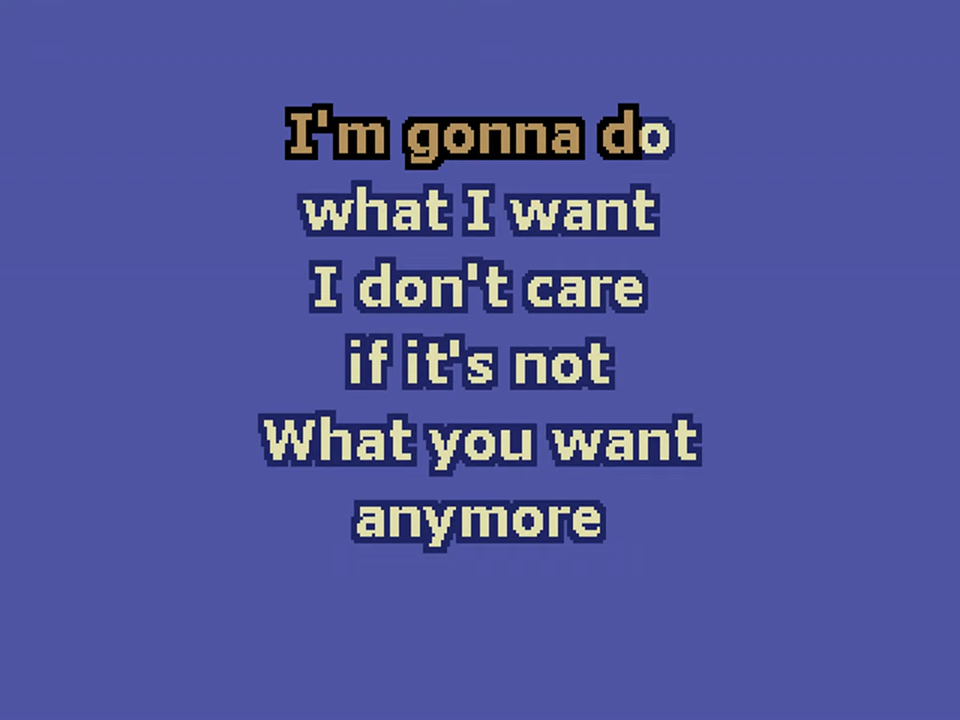 I'm gonna do
what I want
I don't care
if it's not
What you want
anymore